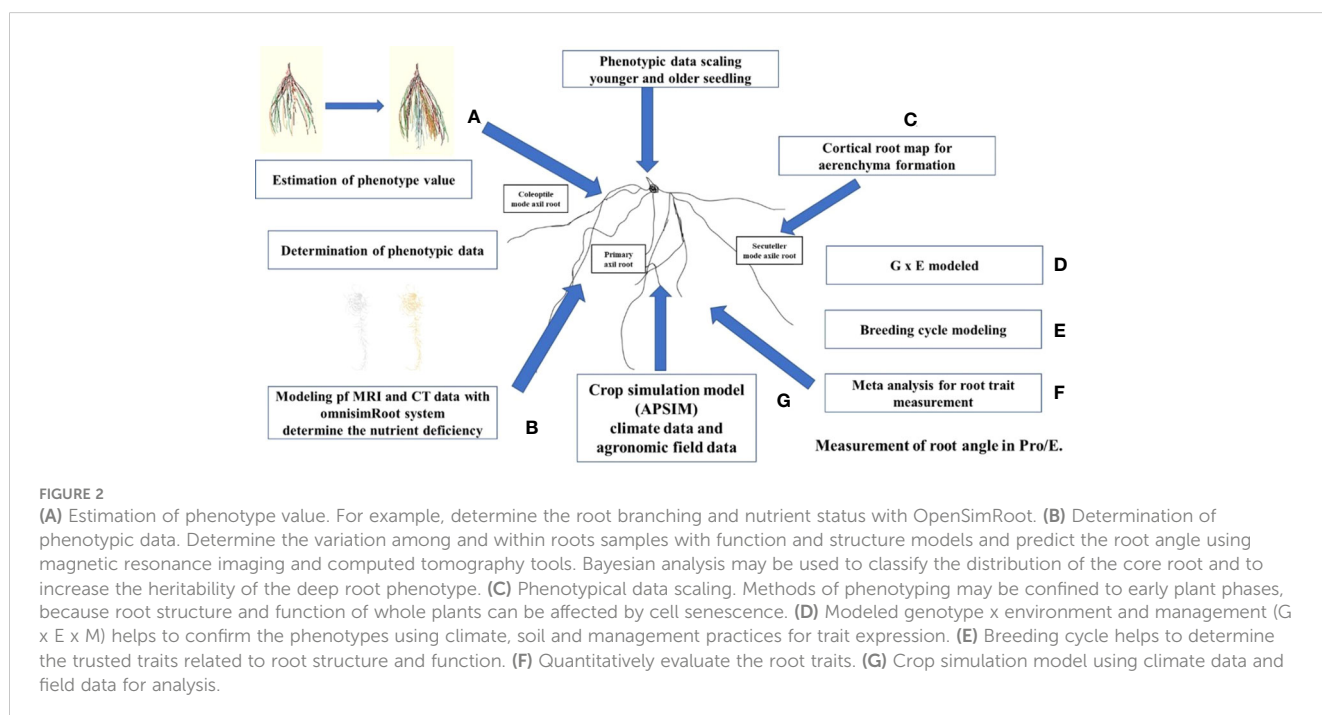 Phenotypic data scaling
younger and older seedling
A
C
Cortical root map for
aerenchyma formation
Estimation of phenotype value
Coleoptile
mode axil root
Determination of phenotypic data
Primary
axil root
Secuteller
mode axile root
G x E modeled
D
Breeding cycle modeling
E
Modeling pf MRI and CT data with
omnisimRoot system
determine the nutrient deficiency
B
Crop simulation model
(APSIM)
climate data and
agronomic field data
G
Meta analysis for root trait
measurement
F
Measurement of root angle in Pro/E.
FIGURE 2
(A) Estimation of phenotype value. For example, determine the root branching and nutrient status with OpenSimRoot. (B) Determination of
phenotypic data. Determine the variation among and within roots samples with function and structure models and predict the root angle using
magnetic resonance imaging and computed tomography tools. Bayesian analysis may be used to classify the distribution of the core root and to
increase the heritability of the deep root phenotype. (C) Phenotypical data scaling. Methods of phenotyping may be confined to early plant phases,
because root structure and function of whole plants can be affected by cell senescence. (D) Modeled genotype x environment and management (G
x E x M) helps to confirm the phenotypes using climate, soil and management practices for trait expression. (E) Breeding cycle helps to determine
the trusted traits related to root structure and function. (F) Quantitatively evaluate the root traits. (G) Crop simulation model using climate data and
field data for analysis.